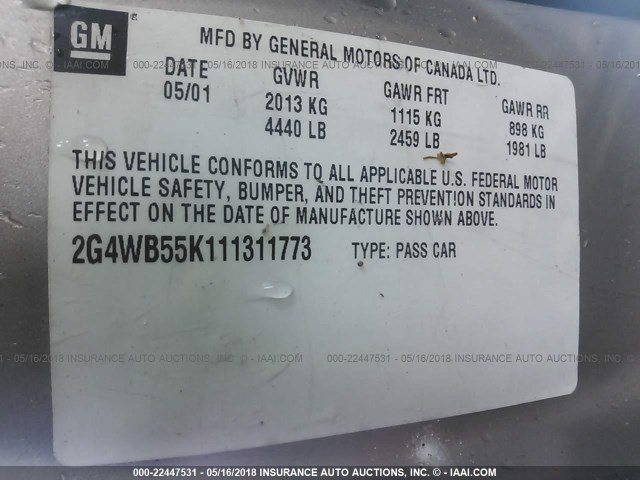 GM
MFD BY GENERAL MOTORS OF CANADA LTD.
DATE GVWR GAWR FRT GAWR RR
05/01 2013 KG 1115 KG 898 KG
4440 LB 2459 LB 1981 LB
THIS VEHICLE CONFORMS TO ALL APPLICABLE U.S. FEDERAL MOTOR
VEHICLE SAFETY, BUMPER, AND THEFT PREVENTION STANDARDS IN
EFFECT ON THE DATE OF MANUFACTURE SHOWN ABOVE.
2G4WB55K111311773 TYPE: PASS CAR
000-22447531 - 05/16/2018 INSURANCE AUTO AUCTIONS INC. - © IAAI.COM